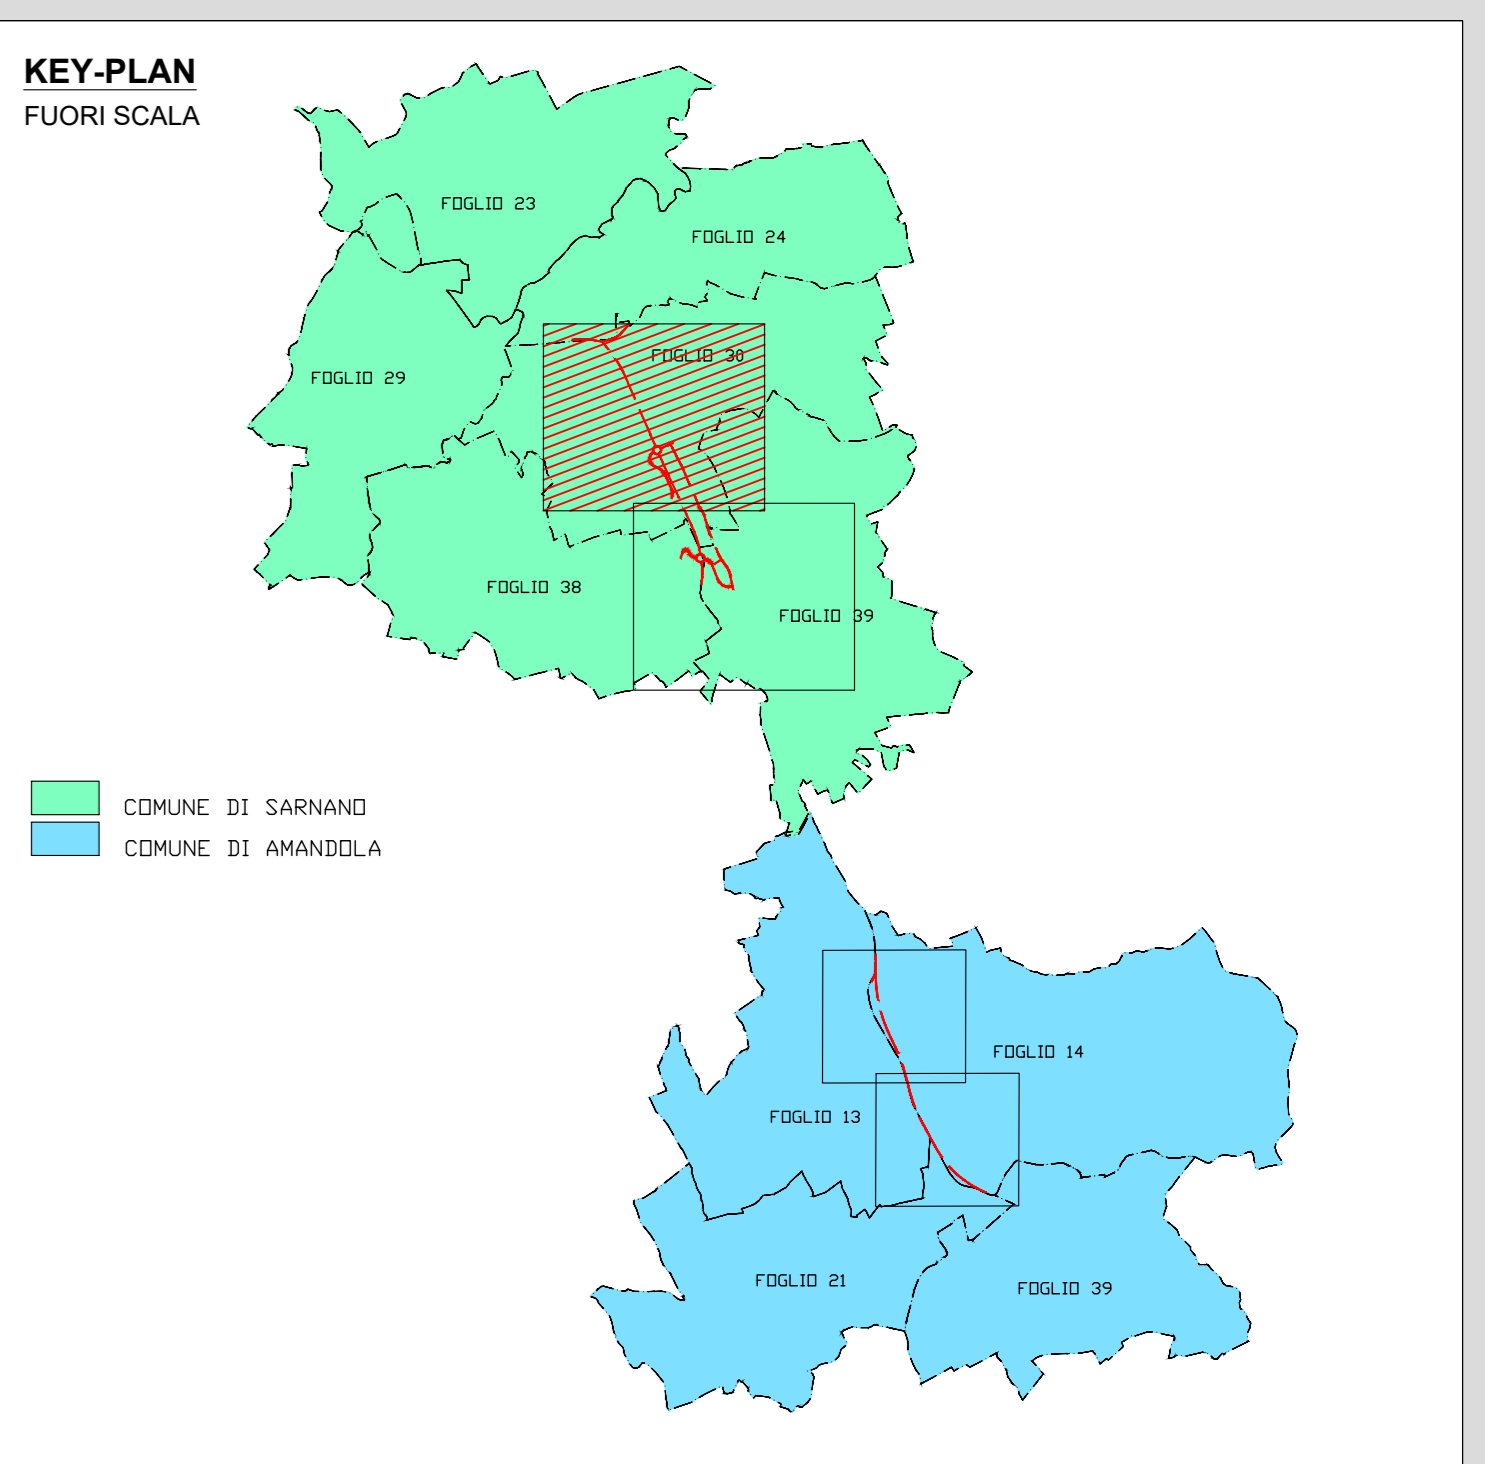 KEY-PLAN
FUORI SCALA
FOGLIO 23
FOGLIO 24
FOGLIO 30
FOGLIO 29
FOGLIO 38
FOGLIO 39
COMUNE DI SARNANO
COMUNE DI AMANDOLA
FOGLIO 14
FOGLIO 13
FOGLIO 21
FOGLIO 39